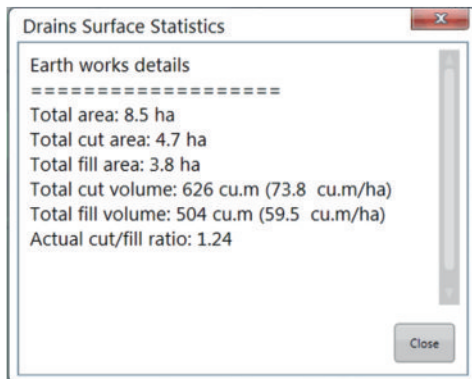 Drains Surface Statistics
Earth works details
====================
Total area: 8.5 ha
Total cut area: 4.7 ha
Total fill area: 3.8 ha
Total cut volume: 626 cu.m (73.8 cu.m/ha)
Total fill volume: 504 cu.m (59.5 cu.m/ha)
Actual cut/fill ratio: 1.24
Close